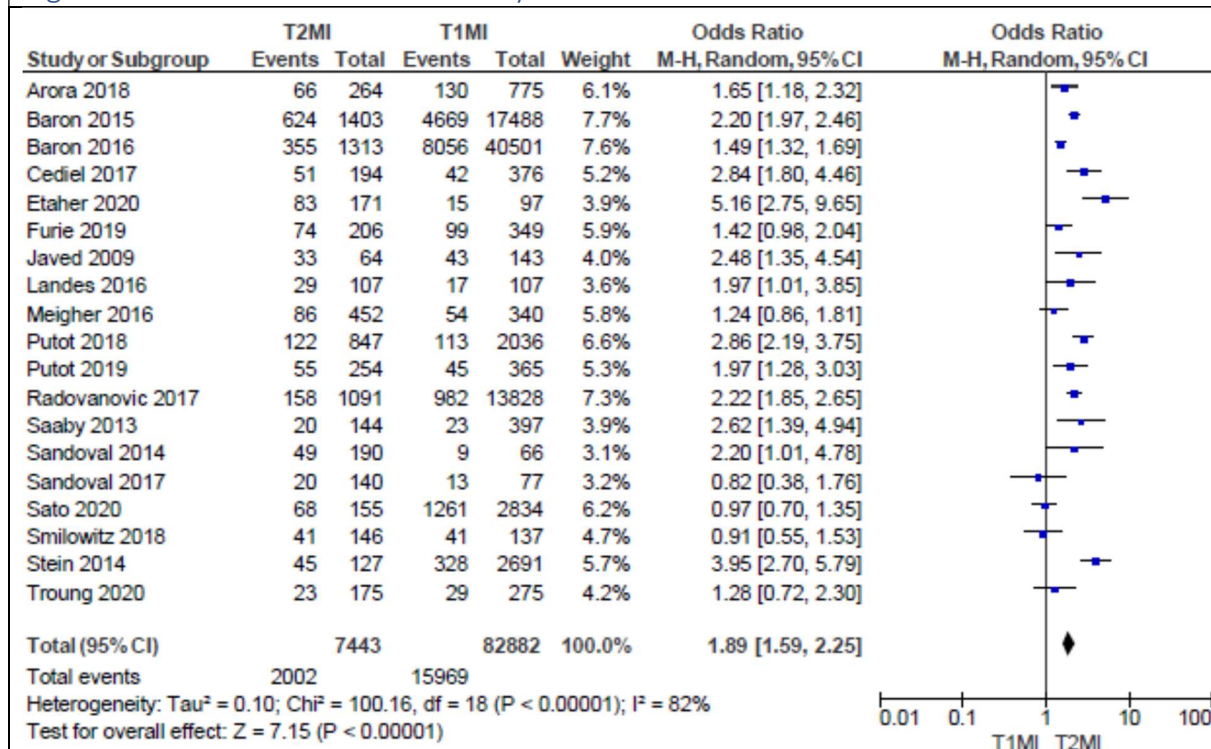 T2MI T1MI Odds Ratio Odds Ratio
Study or Subgroup Events Total Events Total Weight M-H, Random, 95% CI M-H, Random, 95% CI
Arora 2018 66 264 130 775 6.1% 1.65 [1.18, 2.32]
Baron 2015 624 1403 4669 17488 7.7% 2.20 [1.97, 2.46]
Baron 2016 355 1313 8056 40501 7.6% 1.49 [1.32, 1.69]
Cediel 2017 51 194 42 376 5.2% 2.84 [1.80, 4.46]
Etaher 2020 83 171 15 97 3.9% 5.16 [2.75, 9.65]
Furie 2019 74 206 99 349 5.9% 1.42 [0.98, 2.04]
Javed 2009 33 64 43 143 4.0% 2.48 [1.35, 4.54]
Landes 2016 29 107 17 107 3.6% 1.97 [1.01, 3.85]
Meigher 2016 86 452 54 340 5.8% 1.24 [0.86, 1.81]
Putot 2018 122 847 113 2036 6.6% 2.86 [2.19, 3.75]
Putot 2019 55 254 45 365 5.3% 1.97 [1.28, 3.03]
Radovanovic 2017 158 1091 982 13828 7.3% 2.22 [1.85, 2.65]
Saaby 2013 20 144 23 397 3.9% 2.62 [1.39, 4.94]
Sandoval 2014 49 190 9 66 3.1% 2.20 [1.01, 4.78]
Sandoval 2017 20 140 13 77 3.2% 0.82 [0.38, 1.76]
Sato 2020 68 155 1261 2834 6.2% 0.97 [0.70, 1.35]
Smilowitz 2018 41 146 41 137 4.7% 0.91 [0.55, 1.53]
Stein 2014 45 127 328 2691 5.7% 3.95 [2.70, 5.79]
Troung 2020 23 175 29 275 4.2% 1.28 [0.72, 2.30]
Total (95% CI) 7443 82882 100.0% 1.89 [1.59, 2.25]
Total events 2002 15969
Heterogeneity: Tau² = 0.10; Chi² = 100.16, df = 18 (P < 0.00001); I² = 82%
Test for overall effect: Z = 7.15 (P < 0.00001)
0.01 0.1 1 10 100
T1MI T2MI